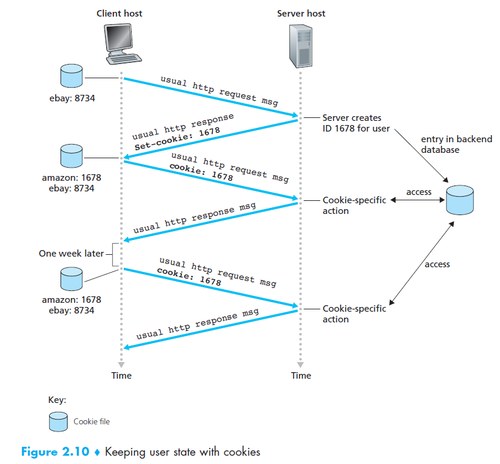 Client host
Server host
ebay: 8734
usual http request msg
Server creates
ID 1678 for user
usual http response
Set-cookie: 1678
entry in backend
database
amazon: 1678
ebay: 8734
usual http request msg
cookie: 1678
access
Cookie-specific
action
usual http response msg
One week later
access
amazon: 1678
ebay: 8734
usual http request msg
cookie: 1678
Cookie-specific
action
usual http response msg
Time
Time
Key:
Cookie file
Figure 2.10 ♦ Keeping user state with cookies